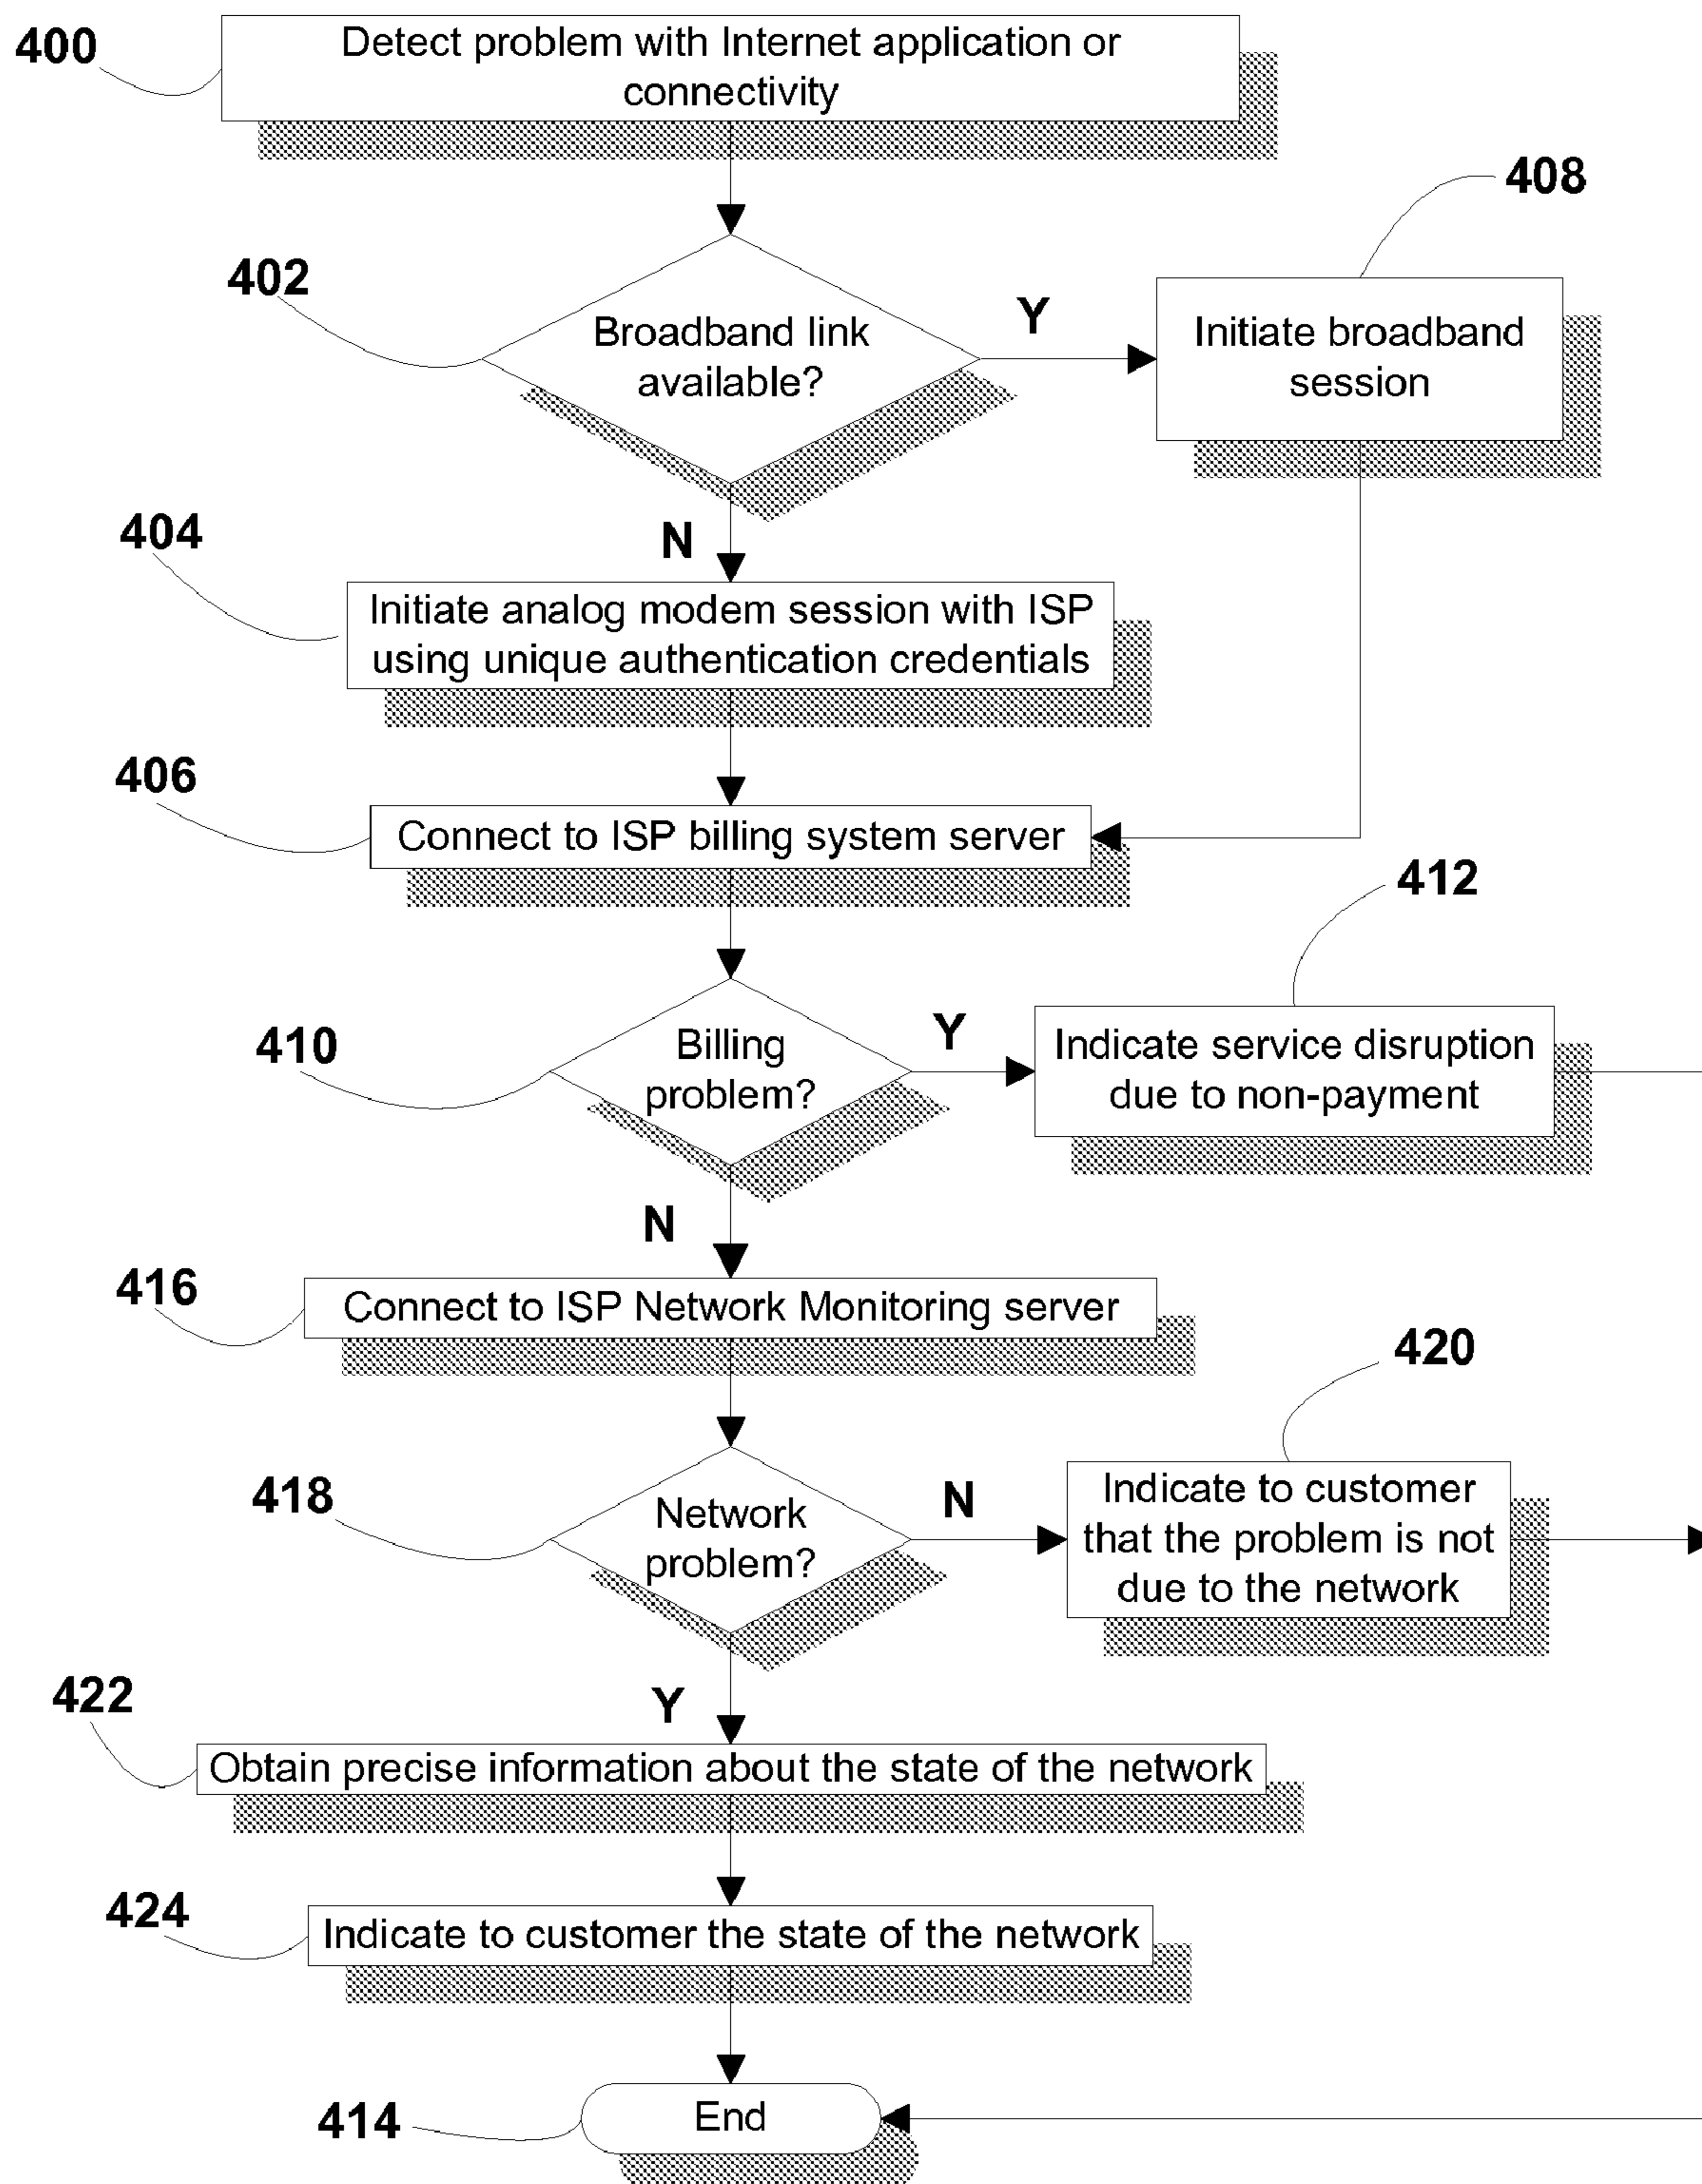 400
Detect problem with Internet application or
connectivity
408
402
Broadband link
available?
Y
Initiate broadband
session
N
404
Initiate analog modem session with ISP
using unique authentication credentials
406
Connect to ISP billing system server
412
410
Billing
problem?
Y
Indicate service disruption
due to non-payment
N
416
Connect to ISP Network Monitoring server
420
418
Network
problem?
N
Indicate to customer
that the problem is not
due to the network
Y
422
Obtain precise information about the state of the network
424
Indicate to customer the state of the network
414
End